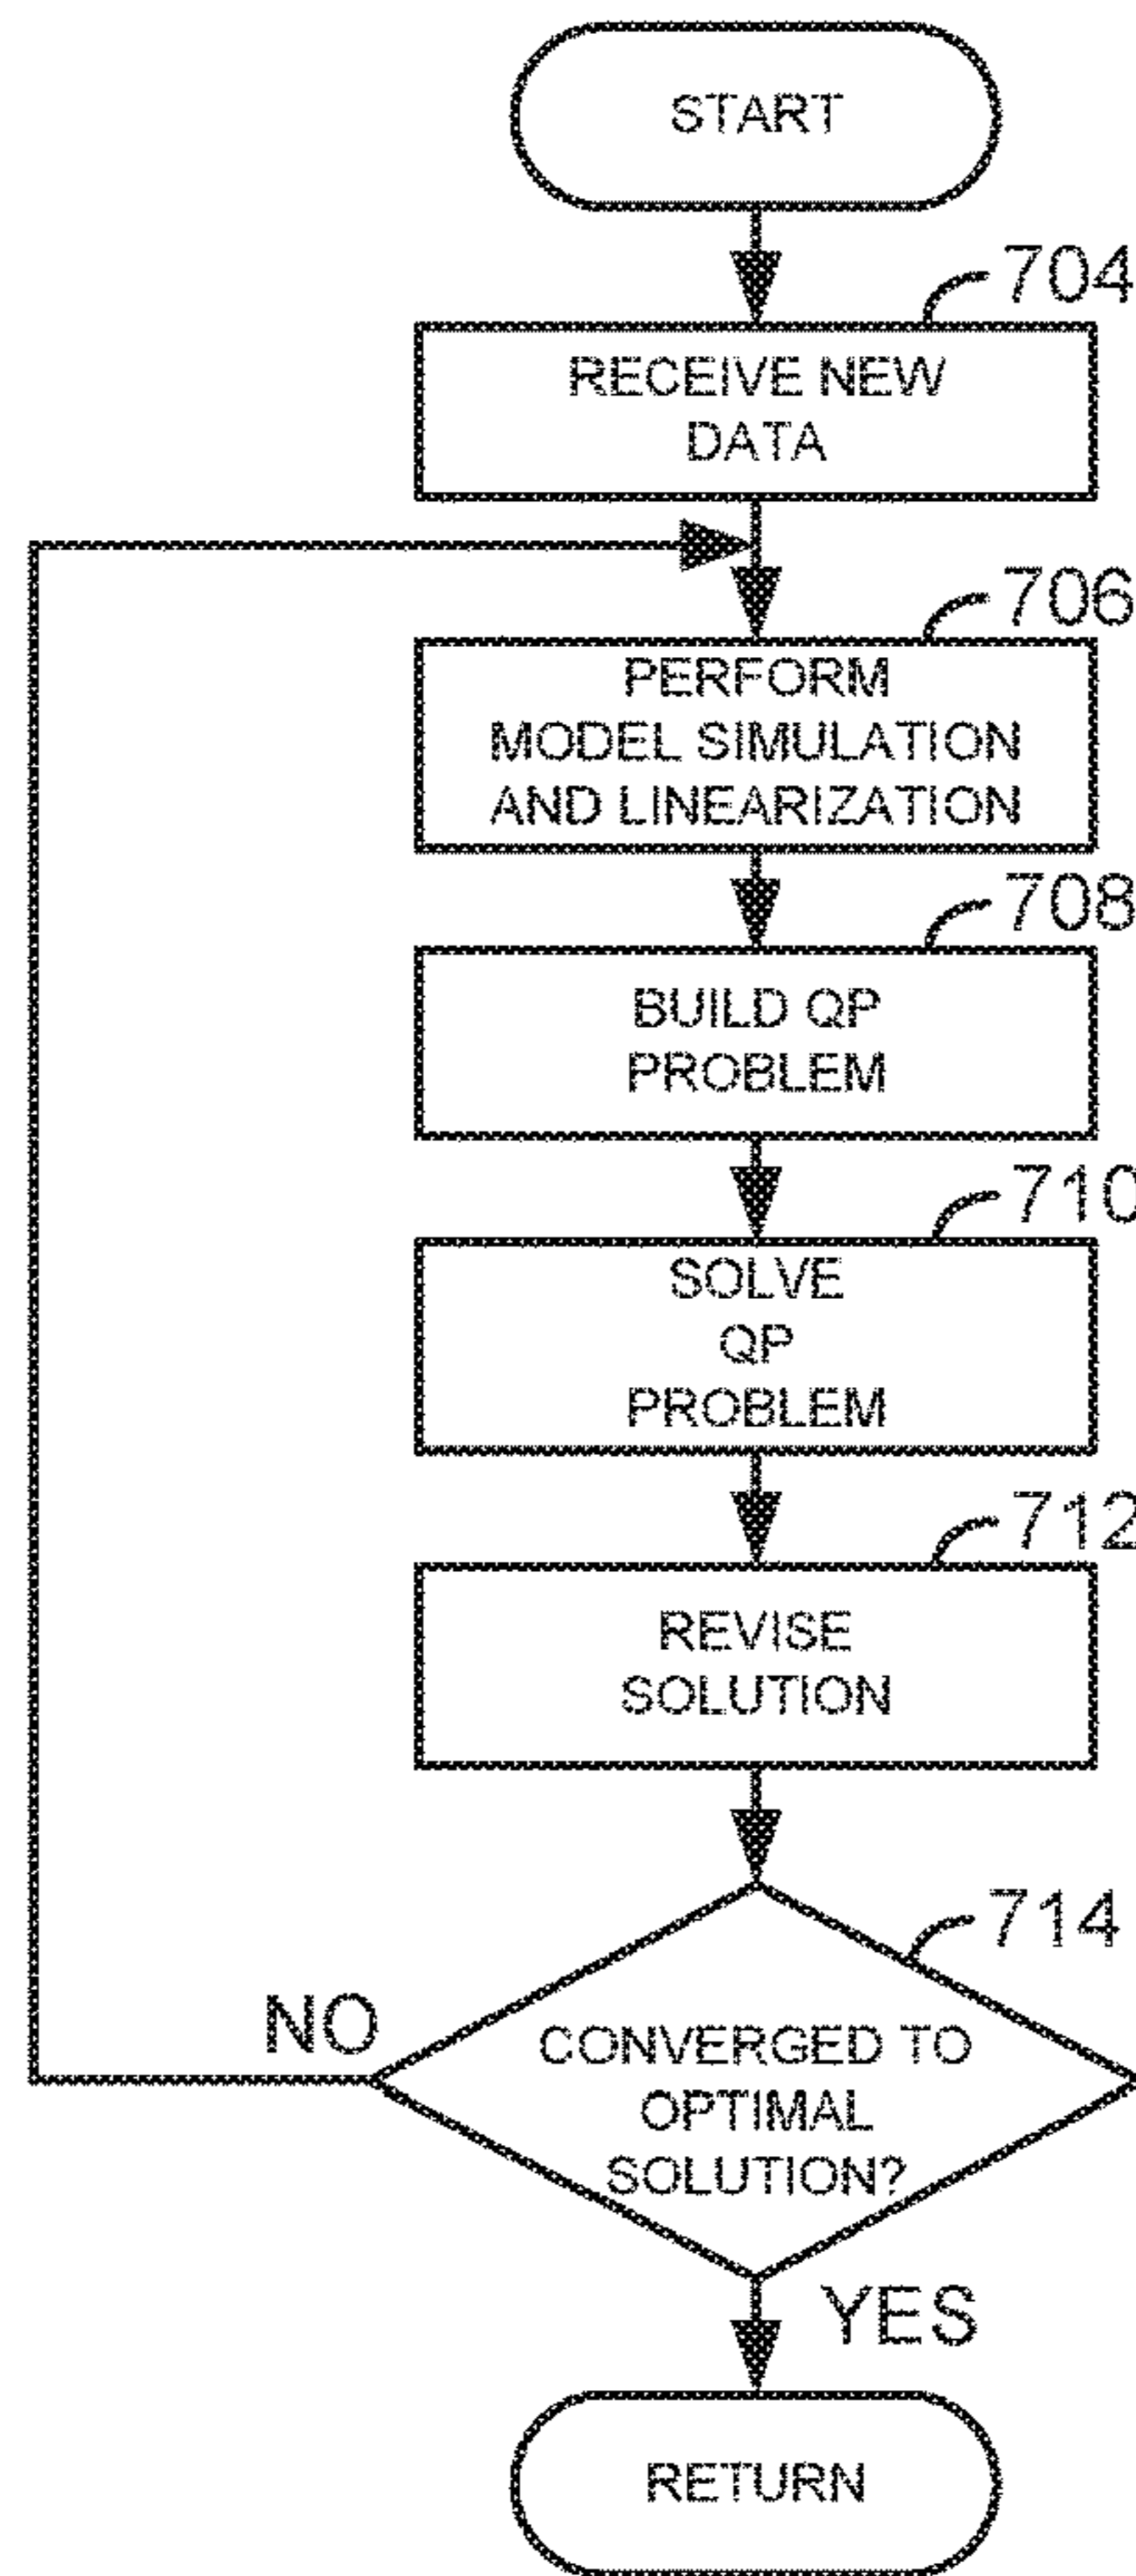 START
704
RECEIVE NEW
DATA
706
PERFORM
MODEL SIMULATION
AND LINEARIZATION
708
BUILD QP
PROBLEM
710
SOLVE
QP
PROBLEM
712
REVISE
SOLUTION
714
NO
CONVERGED TO
OPTIMAL
SOLUTION?
YES
RETURN